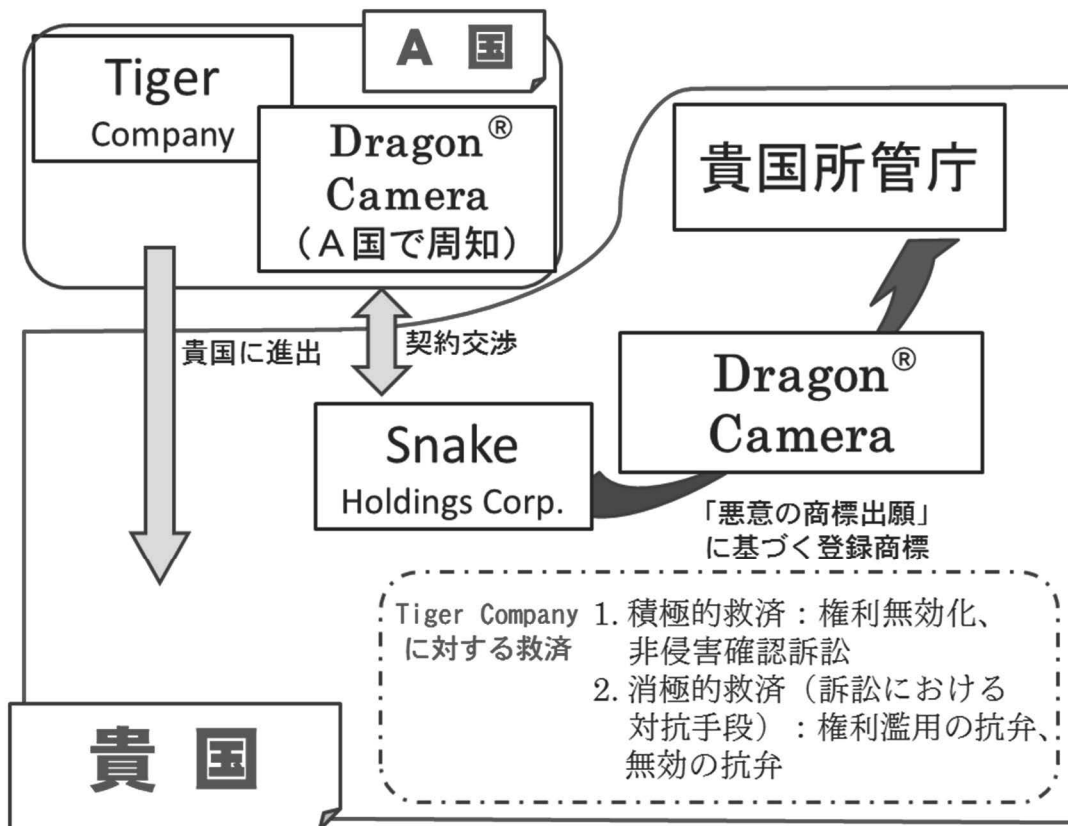 A 国
Tiger
Company
Dragon®
Camera
（A国で周知）
貴国所管庁
貴国に進出
契約交渉
Snake
Holdings Corp.
Dragon®
Camera
「悪意の商標出願」
に基づく登録商標
Tiger Company
に対する救済
1. 積極的救済：権利無効化、
非侵害確認訴訟
2. 消極的救済（訴訟における
対抗手段）：権利濫用の抗弁、
無効の抗弁
貴 国